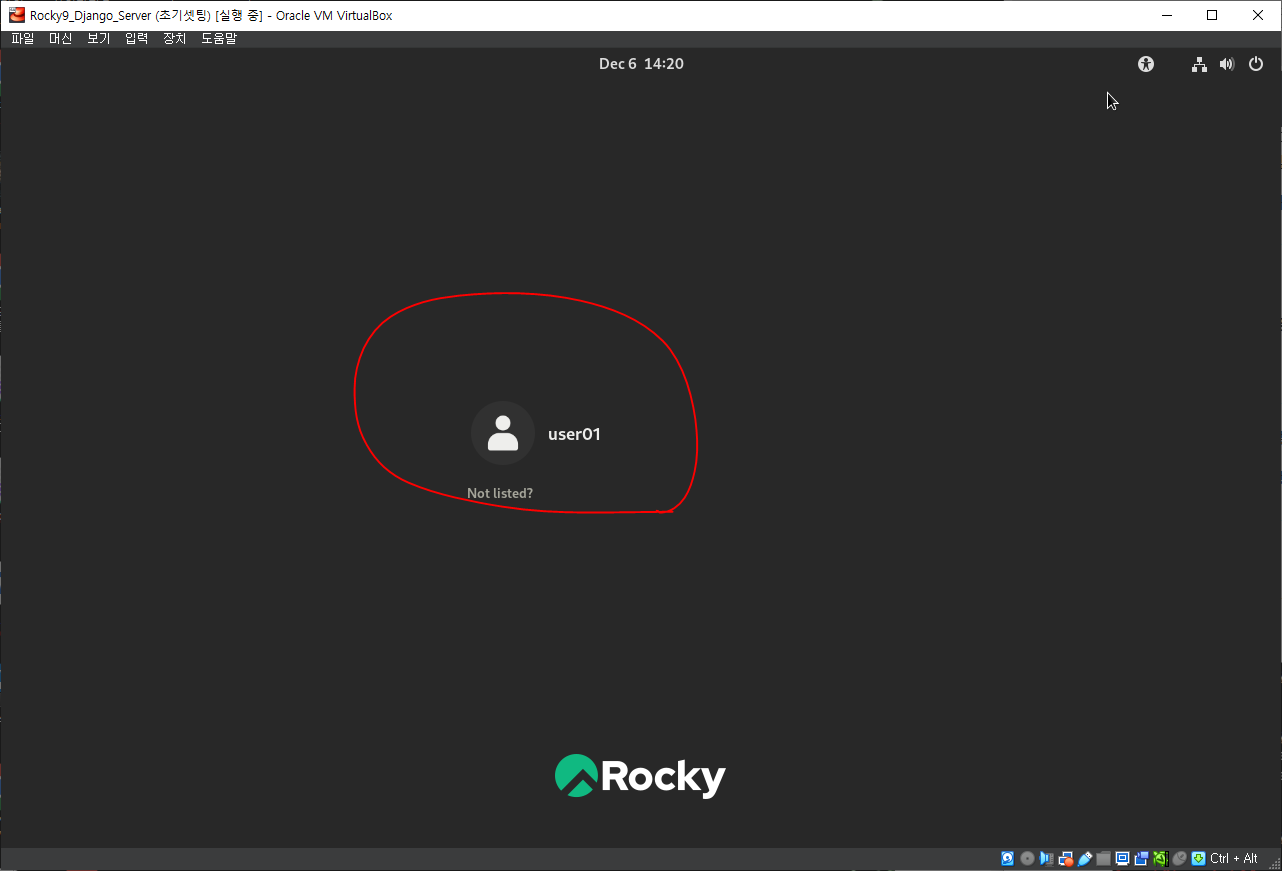 Rocky9_Django_Server (초기셋팅) [실행 중] - Oracle VM VirtualBox
파일 머신 보기 입력 장치 도움말
Dec 6 14:20
user01
Not listed?
Rocky
Ctrl + Alt